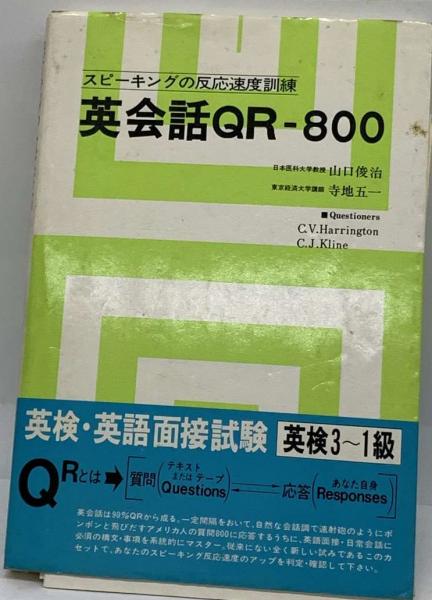 スピーキングの反応速度訓練
英会話QR-800
日本医科大学教授 山口俊治
東京経済大学講師 寺地五一
■Questioners
C.V.Harrington
C.J.Kline
英検・英語面接試験 英検3~1級
QRとは➡質問(テキストまたはテープ Questions)⇄応答(あなた自身 Responses)
英会話は99%QRから成る。一定間隔をおいて、自然な会話調で速射砲のようにポ
ンポンと飛びだすアメリカ人の質問800に応答するうちに、英語面接・日常会話に
必須の構文・事項を系統的にマスター。従来にない全く新しい試みであるこのカ
セットで、あなたのスピーキング反応速度のアップを判定・確認して下さい。